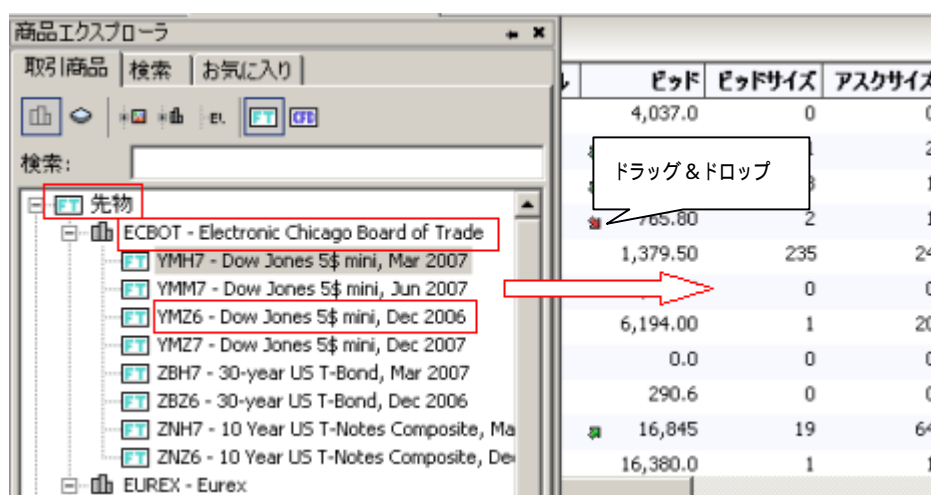 商品エクスプローラ
取引商品 検索 お気に入り
EI. FT CFD
検索:
FT 先物
ECBOT - Electronic Chicago Board of Trade
FT YMH7 - Dow Jones 5$ mini, Mar 2007
FT YMM7 - Dow Jones 5$ mini, Jun 2007
FT YMZ6 - Dow Jones 5$ mini, Dec 2006
FT YMZ7 - Dow Jones 5$ mini, Dec 2007
FT ZBH7 - 30-year US T-Bond, Mar 2007
FT ZBZ6 - 30-year US T-Bond, Dec 2006
FT ZNH7 - 10 Year US T-Notes Composite, Ma
FT ZNZ6 - 10 Year US T-Notes Composite, De
EUREX - Eurex
ビッド ビッドサイズ アスクサイズ
4,037.0 0
ドラッグ & ドロップ
765.80 2 1
1,379.50 235 24
0
6,194.00 1 20
0.0 0
290.6 0
16,845 19 64
16,380.0 1